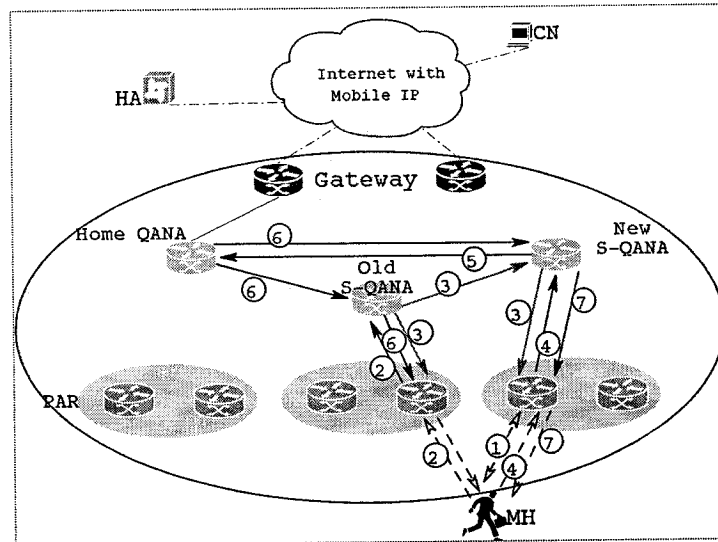 CN
Internet with
Mobile IP
HA
Gateway
Home QANA
New
S-QANA
6
5
Old
S-QANA
6
3
3
7
6
3
4
2
PAR
1
7
2
4
MH